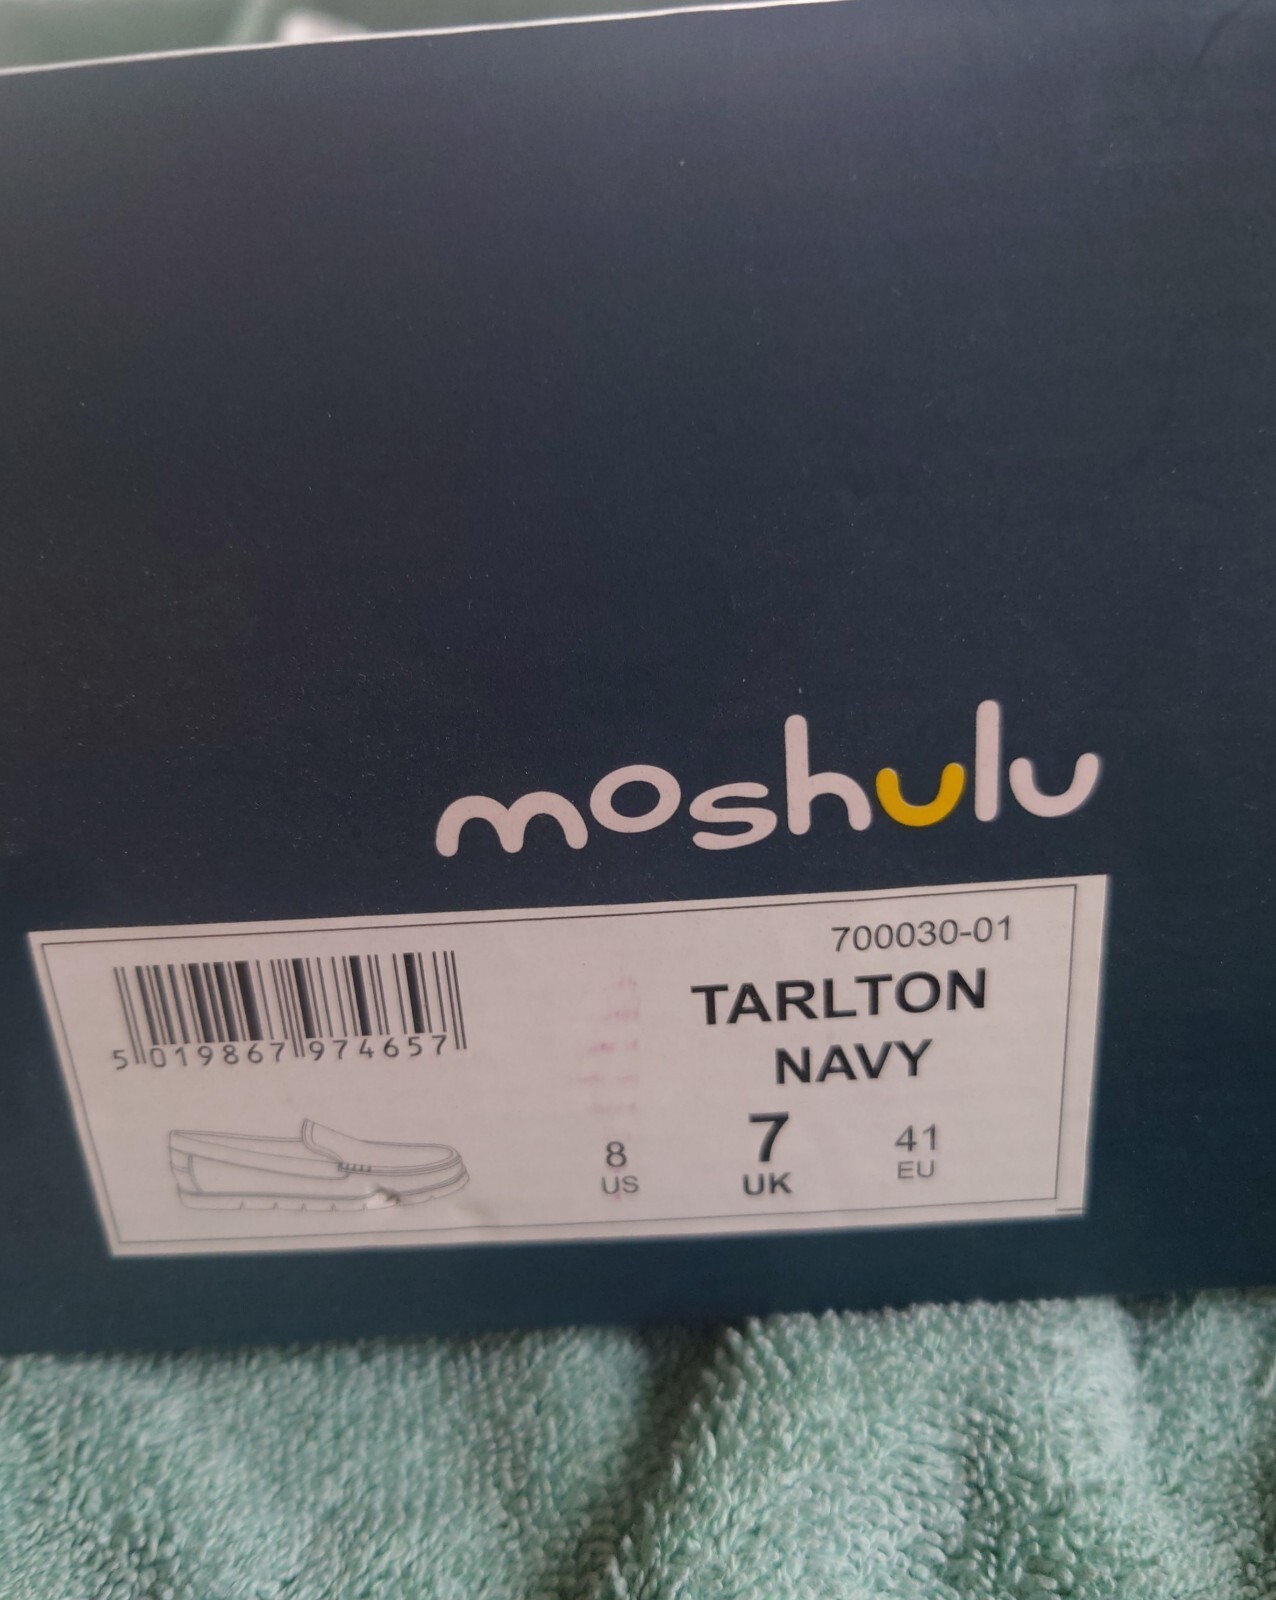 moshulu
700030-01
TARLTON
NAVY
5 019867 974657
8 7 41
US UK EU